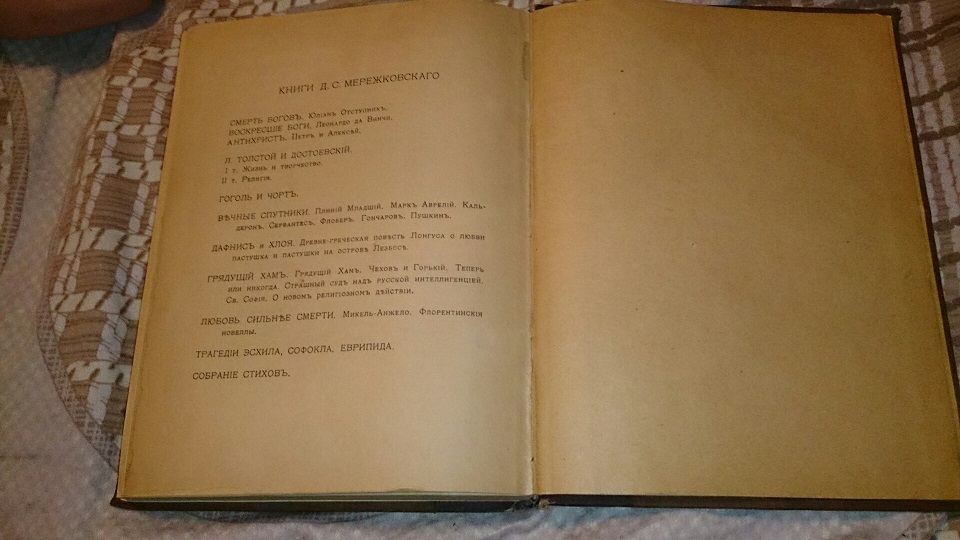 КНИГИ Д. С. МЕРЕЖКОВСКАГО
СМЕРТЬ БОГОВЪ. Юліанъ Отступникъ.
ВОСКРЕСШІЕ БОГИ. Леонардо да Винчи.
АНТИХРИСТЪ. Петръ и Алексѣй.
Л. ТОЛСТОЙ И ДОСТОЕВСКІЙ.
I т. Жизнь и творчество.
II т. Религія.
ГОГОЛЬ И ЧОРТЪ.
ВѢЧНЫЕ СПУТНИКИ. Плиній Младшій. Маркъ Аврелій. Каль-
деронъ. Сервантесъ. Флоберъ. Гончаровъ. Пушкинъ.
ДАФНИСЪ и ХЛОЯ. Древне-греческая повѣсть Лонгуса о любви
пастушка и пастушки на островѣ Лезбосѣ.
ГРЯДУЩІЙ ХАМЪ. Грядущій Хамъ. Чеховъ и Горькій. Теперь
или никогда. Страшный судъ надъ русской интеллигенціей.
Св. Софія. О новомъ религіозномъ дѣйствіи.
ЛЮБОВЬ СИЛЬНѢЕ СМЕРТИ. Микель-Анжело. Флорентинскія
новеллы.
ТРАГЕДІИ ЭСХИЛА, СОФОКЛА, ЕВРИПИДА.
СОБРАНІЕ СТИХОВЪ.